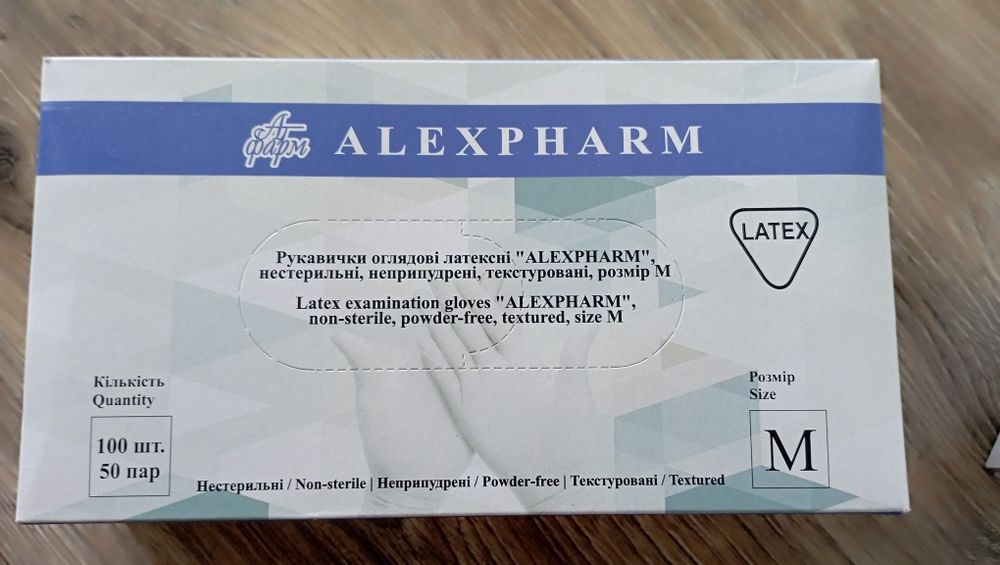 А-Г фарм
ALEXPHARM
LATEX
Рукавички оглядові латексні "ALEXPHARM",
нестерильні, неприпудрені, текстуровані, розмір М
Latex examination gloves "ALEXPHARM",
non-sterile, powder-free, textured, size M
Кількість
Quantity
100 шт.
50 пар
Розмір
Size
M
Нестерильні / Non-sterile | Неприпудрені / Powder-free | Текстуровані / Textured